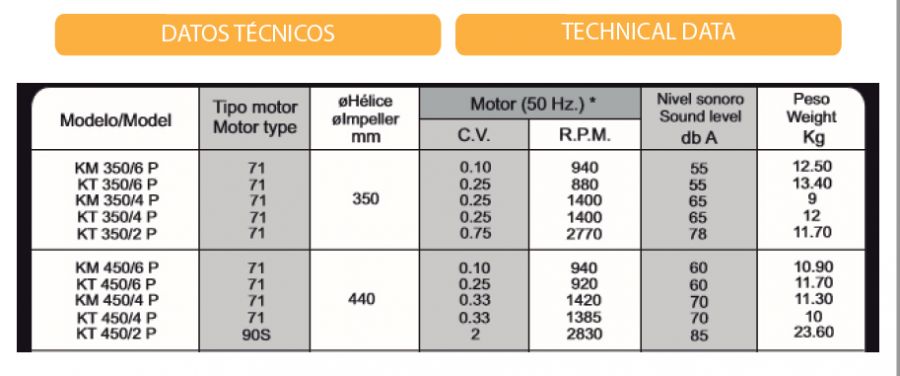 DATOS TÉCNICOS TECHNICAL DATA
Modelo/Model
Tipo motor
Motor type
øHélice
øImpeller
mm
Motor (50 Hz.) *
C.V. R.P.M.
Nivel sonoro
Sound level
db A
Peso
Weight
Kg
KM 350/6 P 71 0.10 940 55 12.50
KT 350/6 P 71 0.25 880 55 13.40
KM 350/4 P 71 350 0.25 1400 65 9
KT 350/4 P 71 0.25 1400 65 12
KT 350/2 P 71 0.75 2770 78 11.70
KM 450/6 P 71 0.10 940 60 10.90
KT 450/6 P 71 0.25 920 60 11.70
KM 450/4 P 71 440 0.33 1420 70 11.30
KT 450/4 P 71 0.33 1385 70 10
KT 450/2 P 90S 2 2830 85 23.60